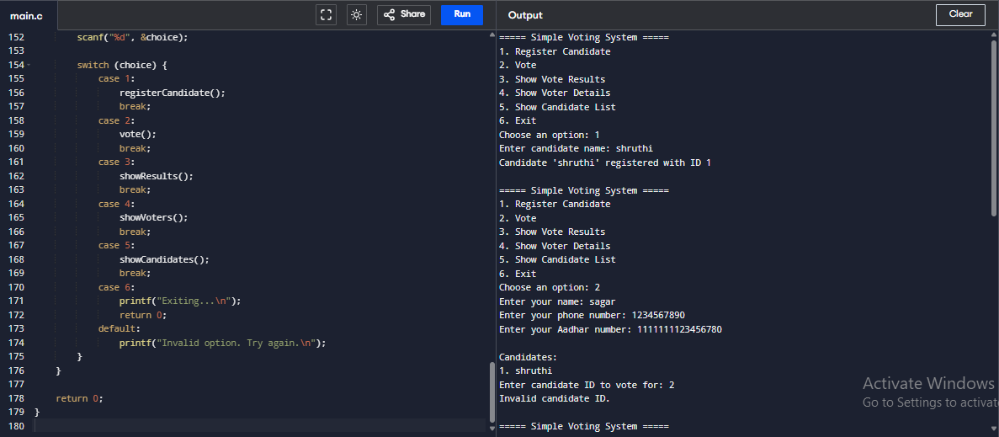 main.c
Share
Run
152 scanf("%d", &choice);
153
154 switch (choice) {
155 case 1:
156 registerCandidate();
157 break;
158 case 2:
159 vote();
160 break;
161 case 3:
162 showResults();
163 break;
164 case 4:
165 showVoters();
166 break;
167 case 5:
168 showCandidates();
169 break;
170 case 6:
171 printf("Exiting...\n");
172 return 0;
173 default:
174 printf("Invalid option. Try again.\n");
175 }
176 }
177
178 return 0;
179 }
180
Output
Clear
===== Simple Voting System =====
1. Register Candidate
2. Vote
3. Show Vote Results
4. Show Voter Details
5. Show Candidate List
6. Exit
Choose an option: 1
Enter candidate name: shruthi
Candidate 'shruthi' registered with ID 1
===== Simple Voting System =====
1. Register Candidate
2. Vote
3. Show Vote Results
4. Show Voter Details
5. Show Candidate List
6. Exit
Choose an option: 2
Enter your name: sagar
Enter your phone number: 1234567890
Enter your Aadhar number: 1111111123456780
Candidates:
1. shruthi
Enter candidate ID to vote for: 2
Invalid candidate ID.
===== Simple Voting System =====
Activate Windows
Go to Settings to activat